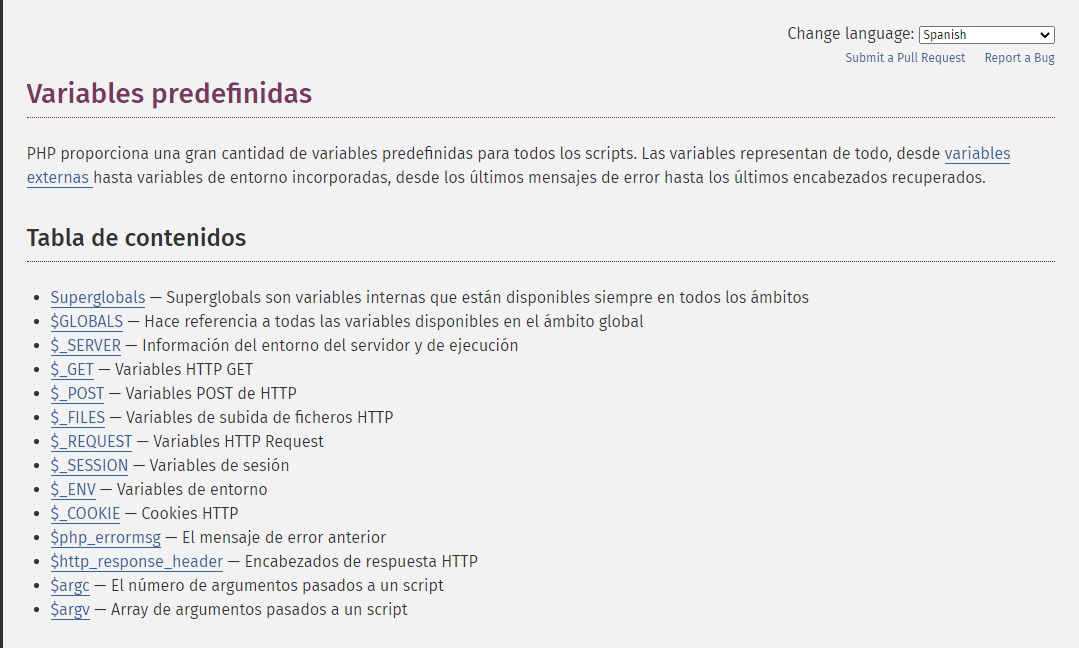 Change language: Spanish
Submit a Pull Request Report a Bug
Variables predefinidas
PHP proporciona una gran cantidad de variables predefinidas para todos los scripts. Las variables representan de todo, desde variables
externas hasta variables de entorno incorporadas, desde los últimos mensajes de error hasta los últimos encabezados recuperados.
Tabla de contenidos
• Superglobals — Superglobals son variables internas que están disponibles siempre en todos los ámbitos
• $GLOBALS — Hace referencia a todas las variables disponibles en el ámbito global
• $_SERVER — Información del entorno del servidor y de ejecución
• $_GET — Variables HTTP GET
• $_POST — Variables POST de HTTP
• $_FILES — Variables de subida de ficheros HTTP
• $_REQUEST — Variables HTTP Request
• $_SESSION — Variables de sesión
• $_ENV — Variables de entorno
• $_COOKIE — Cookies HTTP
• $php_errormsg — El mensaje de error anterior
• $http_response_header — Encabezados de respuesta HTTP
• $argc — El número de argumentos pasados a un script
• $argv — Array de argumentos pasados a un script